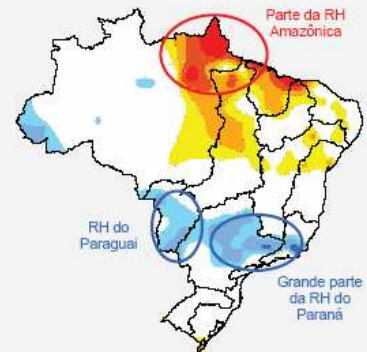 Parte da RH
Amazônica
RH do
Paraguai
Grande parte
da RH do
Paraná